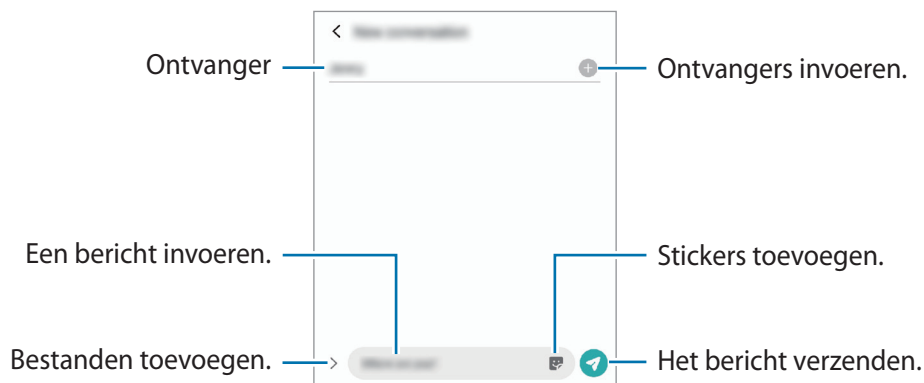 Ontvanger
Ontvangers invoeren.
Een bericht invoeren.
Stickers toevoegen.
Bestanden toevoegen.
Het bericht verzenden.